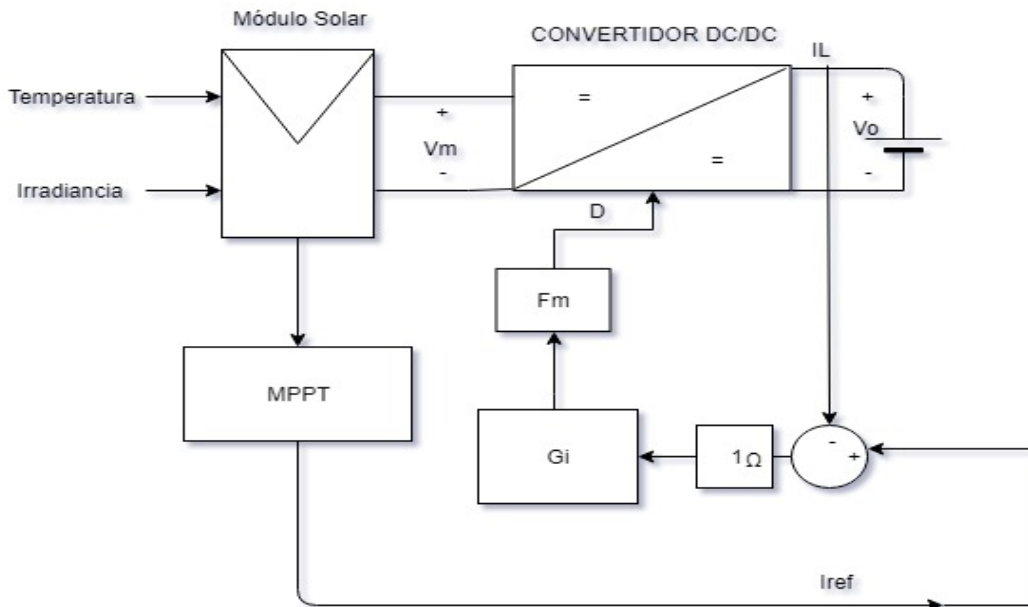 Módulo Solar
CONVERTIDOR DC/DC
IL
Temperatura
=
+
+
Vm
Vo
-
=
-
Irradiancia
D
Fm
MPPT
Gi
1Ω
-
+
Iref